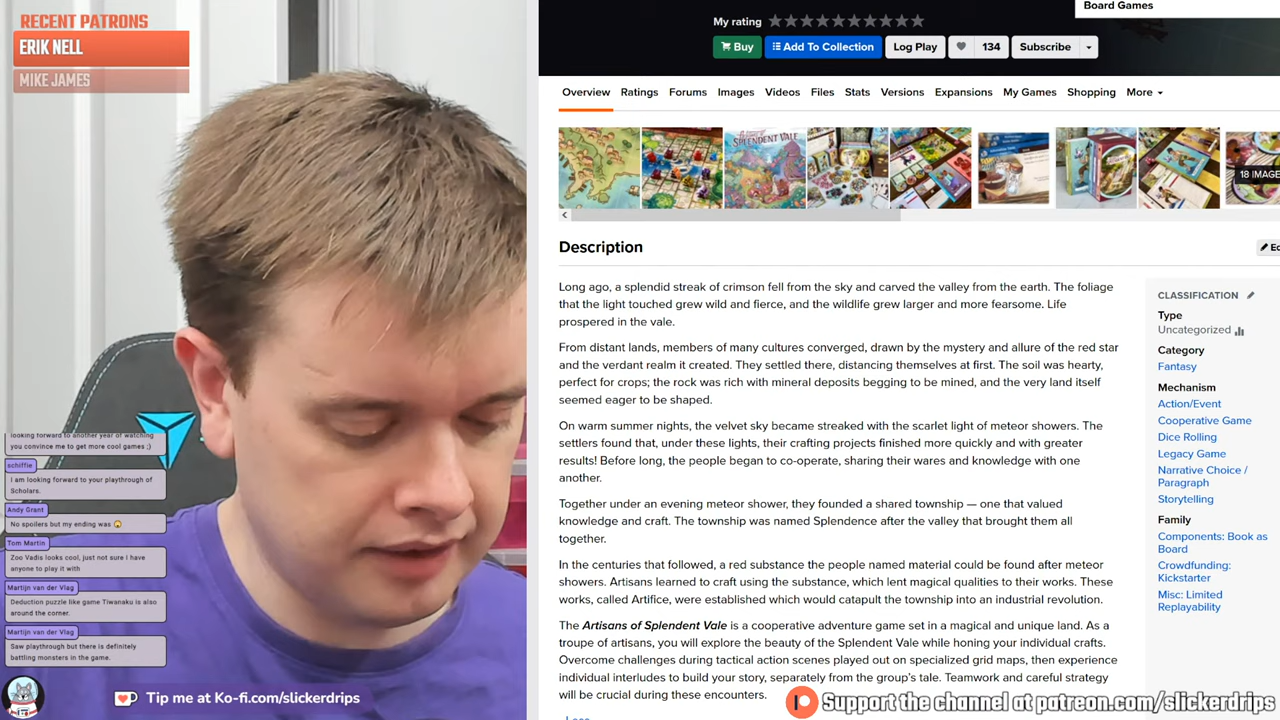 RECENT PATRONS
ERIK NELL
MIKE JAMES
looking forward to another year of watching
you convince me to get more cool games ;)
schiffie
I am looking forward to your playthrough of
Scholars.
Andy Grant
No spoilers but my ending was 😱
Tom Martin
Zoo Vadis looks cool, just not sure I have
anyone to play it with
Martijn van der Vlag
Deduction puzzle like game Tiwanaku is also
around the corner.
Martijn van der Vlag
Saw playthrough but there is definitely
battling monsters in the game.
Tip me at Ko-fi.com/slickerdrips
Board Games
My rating
Buy
Add To Collection
Log Play
134
Subscribe
Overview Ratings Forums Images Videos Files Stats Versions Expansions My Games Shopping More
SPLENDENT VALE
18 IMAGE
Description
Long ago, a splendid streak of crimson fell from the sky and carved the valley from the earth. The foliage
that the light touched grew wild and fierce, and the wildlife grew larger and more fearsome. Life
prospered in the vale.
From distant lands, members of many cultures converged, drawn by the mystery and allure of the red star
and the verdant realm it created. They settled there, distancing themselves at first. The soil was hearty,
perfect for crops; the rock was rich with mineral deposits begging to be mined, and the very land itself
seemed eager to be shaped.
On warm summer nights, the velvet sky became streaked with the scarlet light of meteor showers. The
settlers found that, under these lights, their crafting projects finished more quickly and with greater
results! Before long, the people began to co-operate, sharing their wares and knowledge with one
another.
Together under an evening meteor shower, they founded a shared township — one that valued
knowledge and craft. The township was named Splendence after the valley that brought them all
together.
In the centuries that followed, a red substance the people named material could be found after meteor
showers. Artisans learned to craft using the substance, which lent magical qualities to their works. These
works, called Artifice, were established which would catapult the township into an industrial revolution.
The Artisans of Splendent Vale is a cooperative adventure game set in a magical and unique land. As a
troupe of artisans, you will explore the beauty of the Splendent Vale while honing your individual crafts.
Overcome challenges during tactical action scenes played out on specialized grid maps, then experience
individual interludes to build your story, separately from the group's tale. Teamwork and careful strategy
will be crucial during these encounters.
Less
CLASSIFICATION
Type
Uncategorized
Category
Fantasy
Mechanism
Action/Event
Cooperative Game
Dice Rolling
Legacy Game
Narrative Choice /
Paragraph
Storytelling
Family
Components: Book as
Board
Crowdfunding:
Kickstarter
Misc: Limited
Replayability
Support the channel at patreon.com/slickerdrips